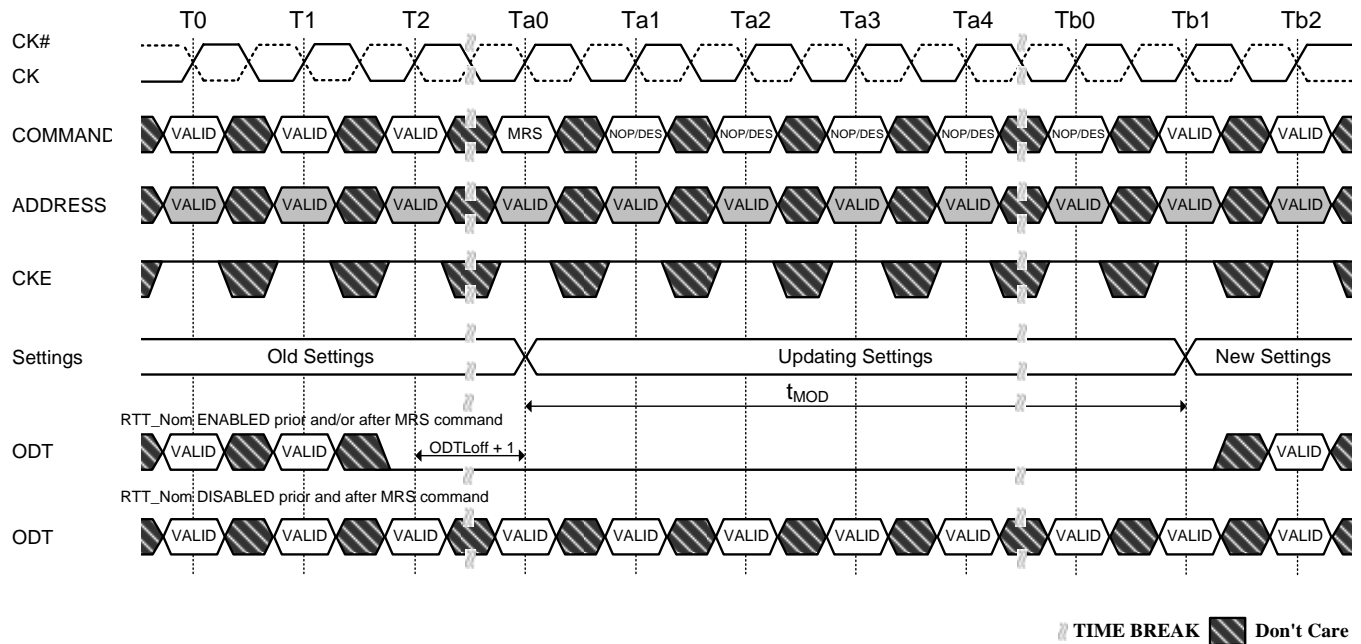 T0 T1 T2 Ta0 Ta1 Ta2 Ta3 Ta4 Tb0 Tb1 Tb2
CK#
CK
COMMAND VALID VALID VALID MRS NOP/DES NOP/DES NOP/DES NOP/DES NOP/DES VALID VALID
ADDRESS VALID VALID VALID VALID VALID VALID VALID VALID VALID VALID VALID
CKE
Settings Old Settings Updating Settings New Settings
tMOD
RTT_Nom ENABLED prior and/or after MRS command
ODT VALID VALID ODTLoff + 1 VALID
RTT_Nom DISABLED prior and after MRS command
ODT VALID VALID VALID VALID VALID VALID VALID VALID VALID VALID VALID
TIME BREAK Don't Care